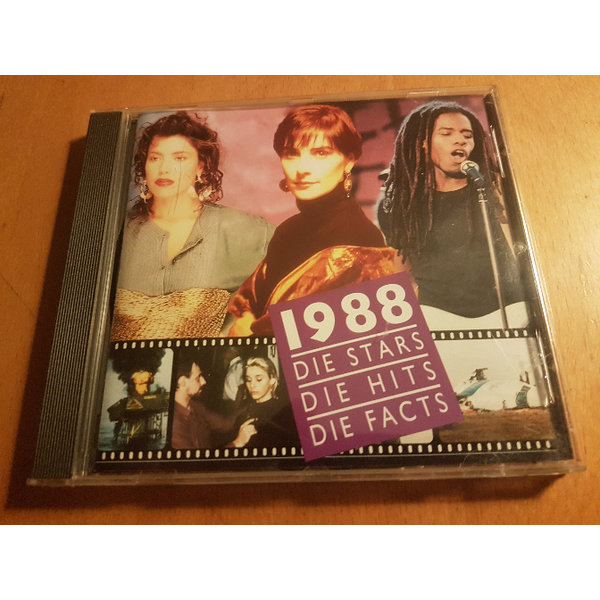 1988
DIE STARS
DIE HITS
DIE FACTS